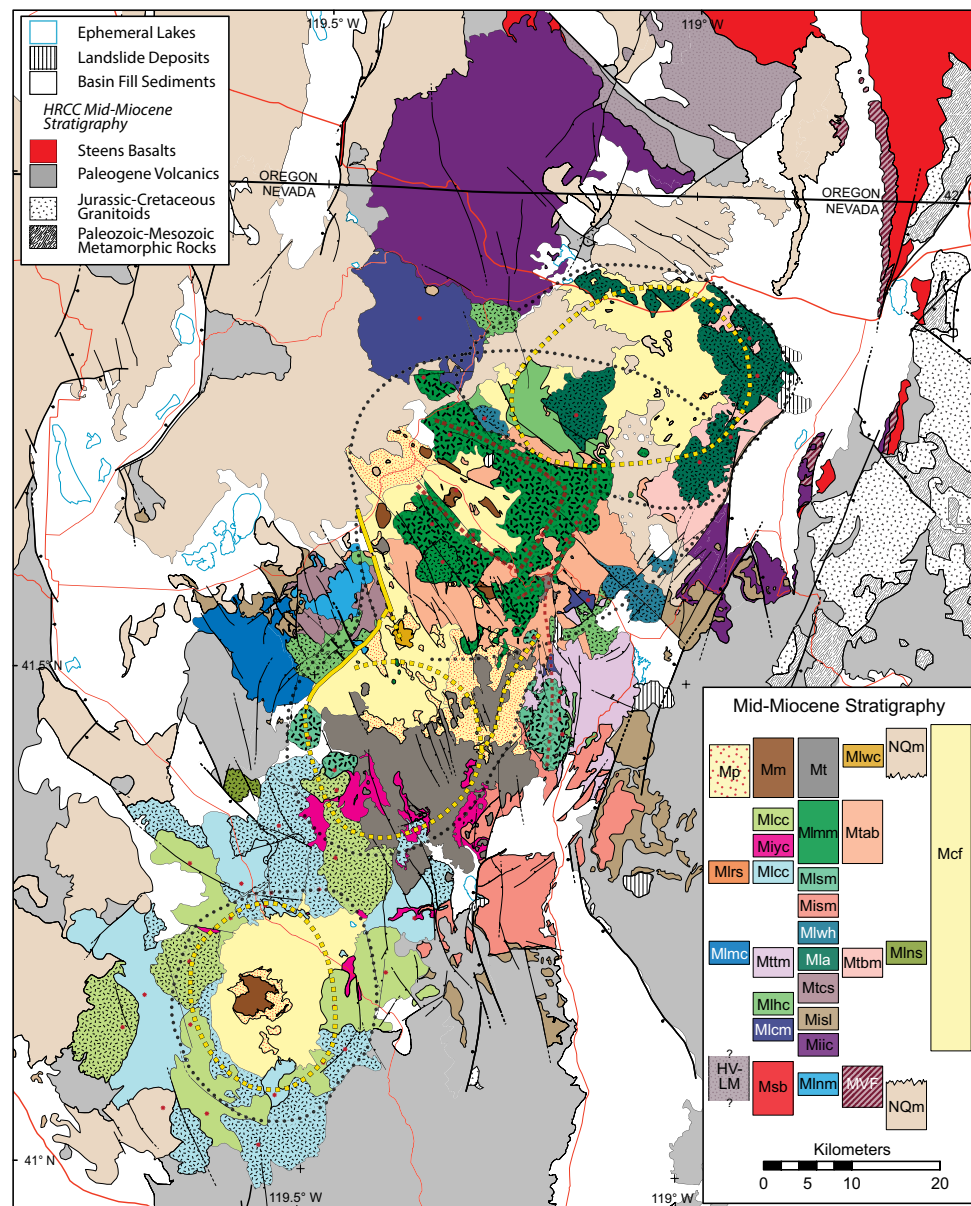 119.5° W
119° W
Ephemeral Lakes
Landslide Deposits
Basin Fill Sediments
HRCC Mid-Miocene
Stratigraphy
Steens Basalts
Paleogene Volcanics
Jurassic-Cretaceous
Granitoids
Paleozoic-Mesozoic
Metamorphic Rocks
OREGON
NEVADA
OREGON
NEVADA
42°
41.5° N
Mid-Miocene Stratigraphy
Mp
Mm
Mt
Mlwc
NQm
Mcf
Mlcc
Miyc
Mlmm
Mtab
Mlrs
Mlcc
Mlsm
Mism
Mlwh
Mlmc
Mttm
Mla
Mtbm
Mlns
Mtcs
Mlhc
Misl
Mlcm
Miic
?
HV-
LM
?
Msb
Mlnm
MVF
NQm
Kilometers
0 5 10 20
41° N
119.5° W
119° W